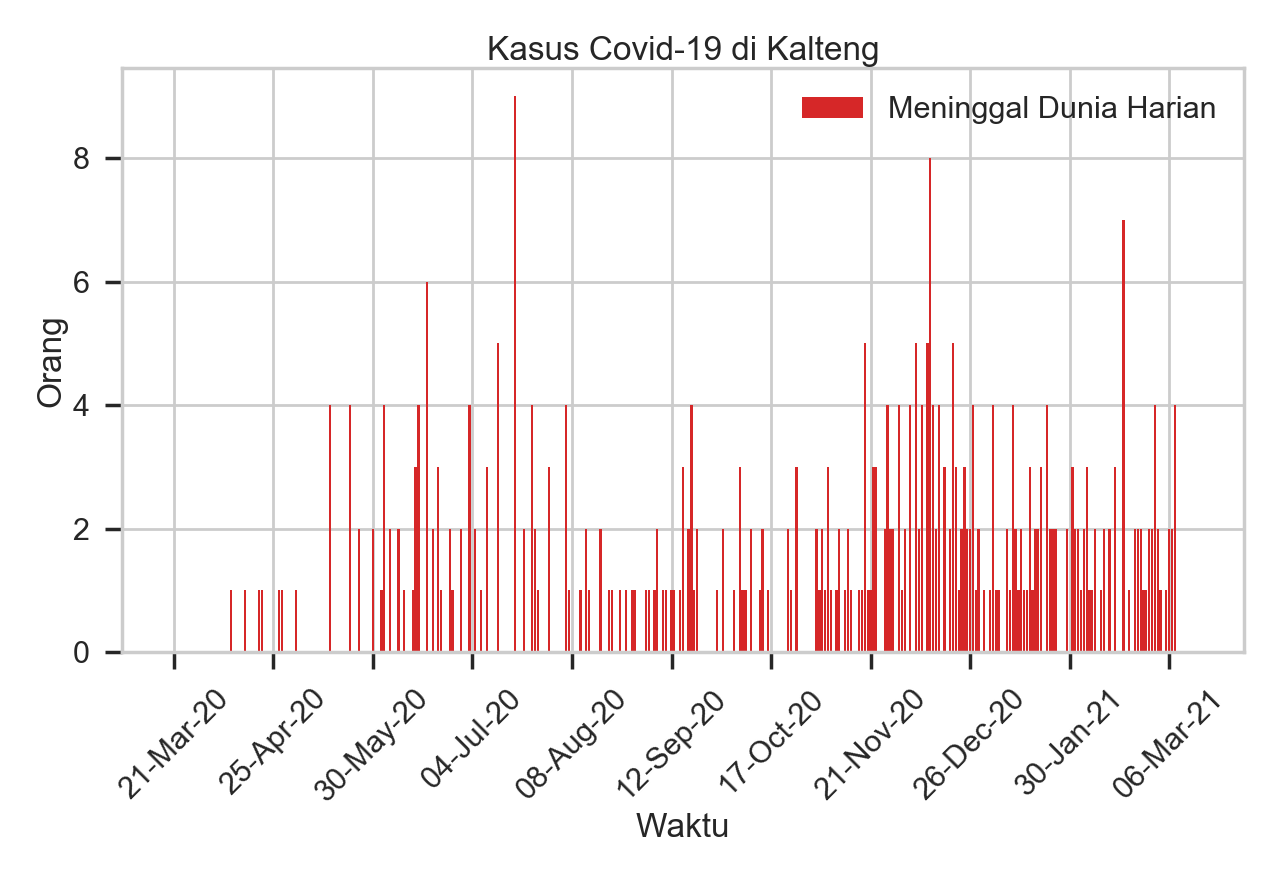 Kasus Covid-19 di Kalteng
Meninggal Dunia Harian
Orang
8
6
4
2
0
21-Mar-20
25-Apr-20
30-May-20
04-Jul-20
08-Aug-20
12-Sep-20
17-Oct-20
21-Nov-20
26-Dec-20
30-Jan-21
06-Mar-21
Waktu